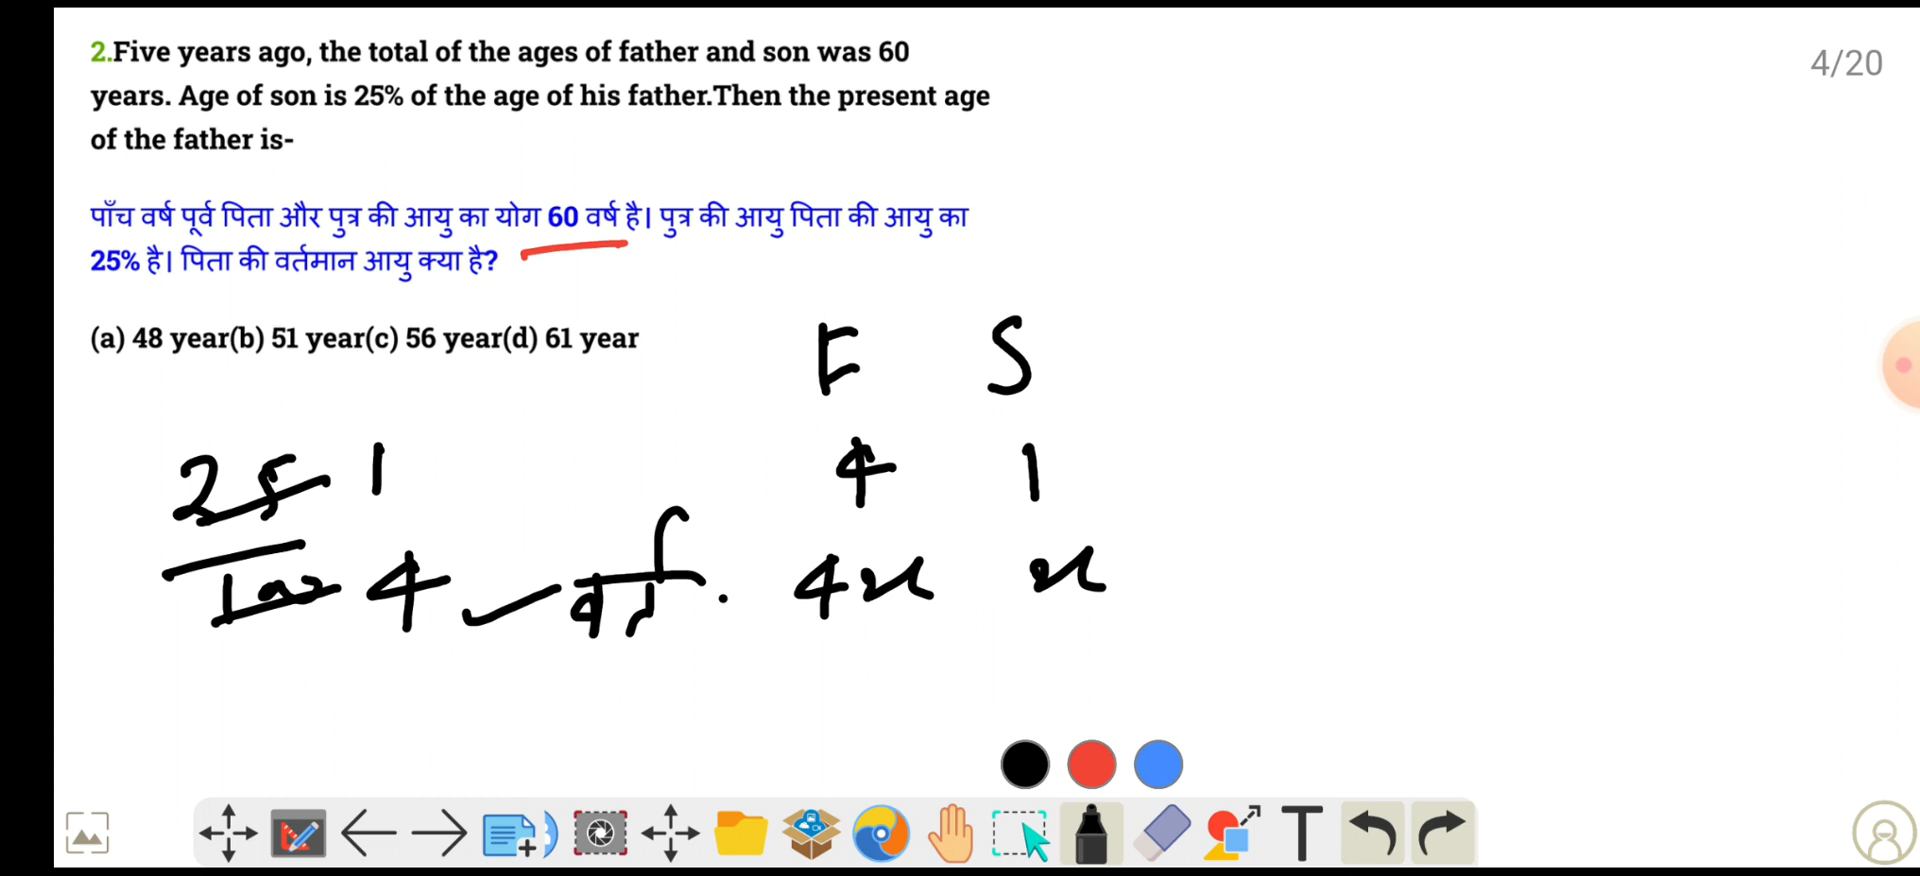 2.Five years ago, the total of the ages of father and son was 60
years. Age of son is 25% of the age of his father.Then the present age
of the father is-
4/20
पाँच वर्ष पूर्व पिता और पुत्र की आयु का योग 60 वर्ष है। पुत्र की आयु पिता की आयु का
25% है। पिता की वर्तमान आयु क्या है?
(a) 48 year(b) 51 year(c) 56 year(d) 61 year
F S
25 1 4 1
100 4 4x x
T